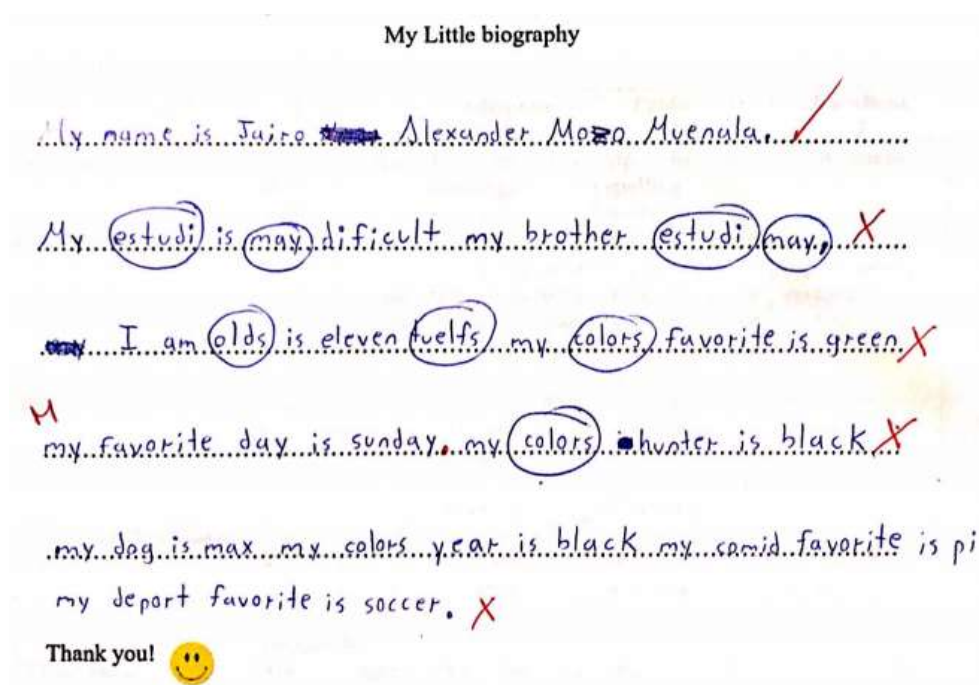 My Little biography
My name is Jairo Alexander Mozo Muenala.
My estudi is may dificult my brother estudi may,
I am olds is eleven tuelfs my colors favorite is green
M
my favorite day is sunday. my colors hunter is black
my dog is max my colors year is black my comid favorite is pi
my deport favorite is soccer.
Thank you!